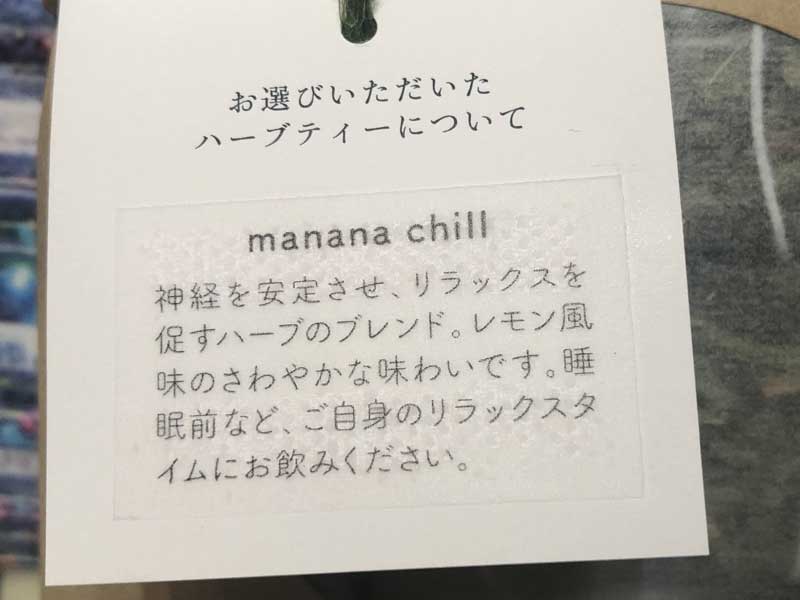 お選びいただいた
ハーブティーについて
manana chill
神経を安定させ、リラックスを
促すハーブのブレンド。レモン風
味のさわやかな味わいです。睡
眠前など、ご自身のリラックスタ
イムにお飲みください。